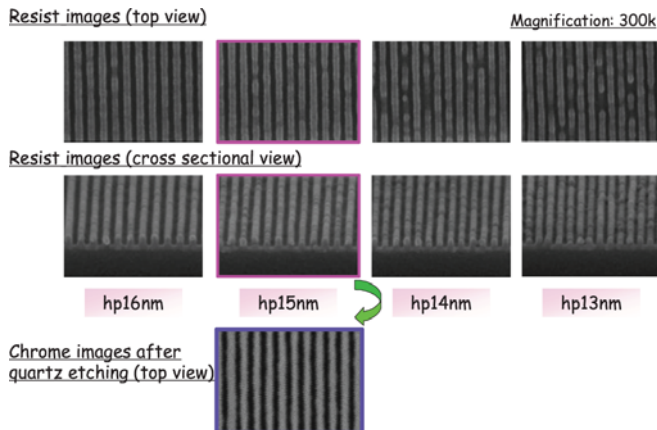 Resist images (top view)
Magnification: 300k
Resist images (cross sectional view)
hp16nm
hp15nm
hp14nm
hp13nm
Chrome images after
quartz etching (top view)